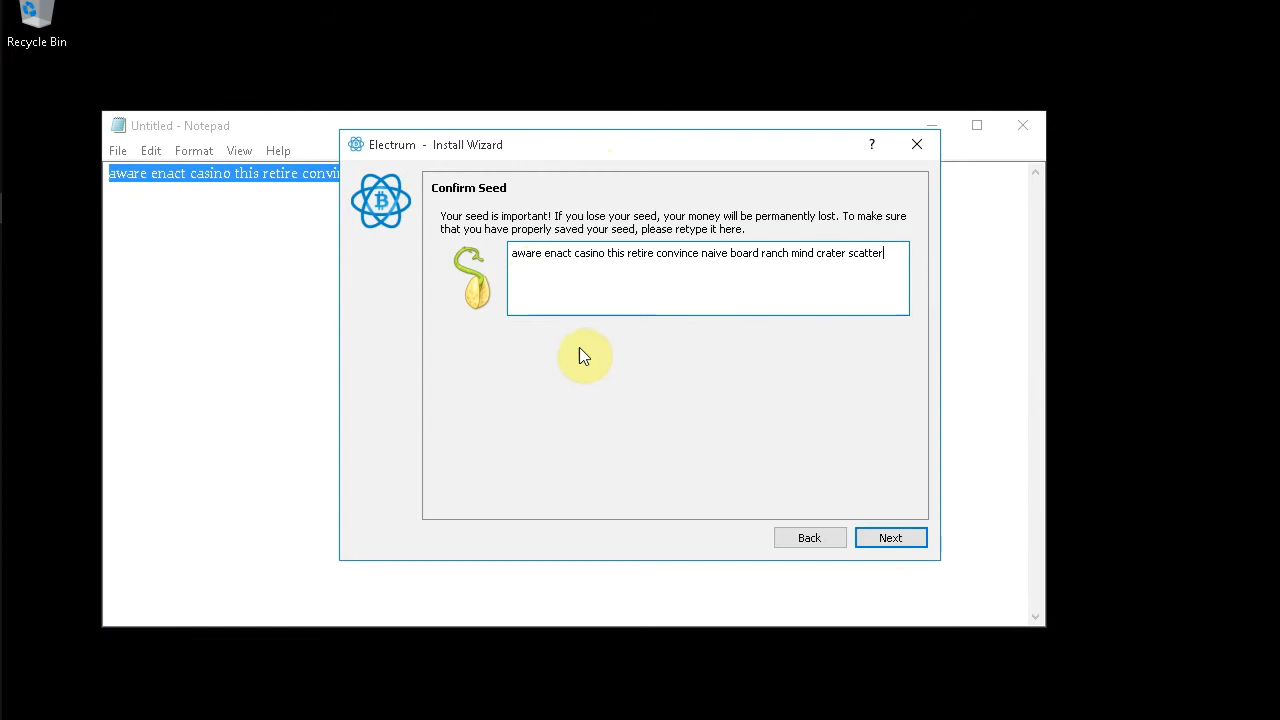 Recycle Bin
Untitled - Notepad
File Edit Format View Help
aware enact casino this retire convin
Electrum - Install Wizard
?
Confirm Seed
Your seed is important! If you lose your seed, your money will be permanently lost. To make sure
that you have properly saved your seed, please retype it here.
aware enact casino this retire convince naive board ranch mind crater scatter
Back
Next